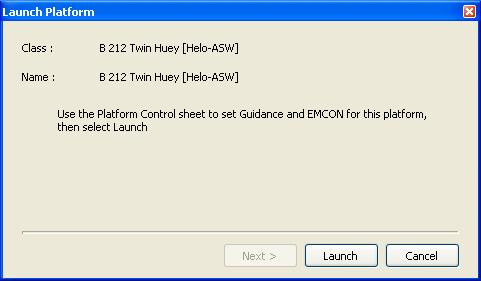 Launch Platform
Class : B 212 Twin Huey [Helo-ASW]
Name : B 212 Twin Huey [Helo-ASW]
Use the Platform Control sheet to set Guidance and EMCON for this platform,
then select Launch
Next > Launch Cancel